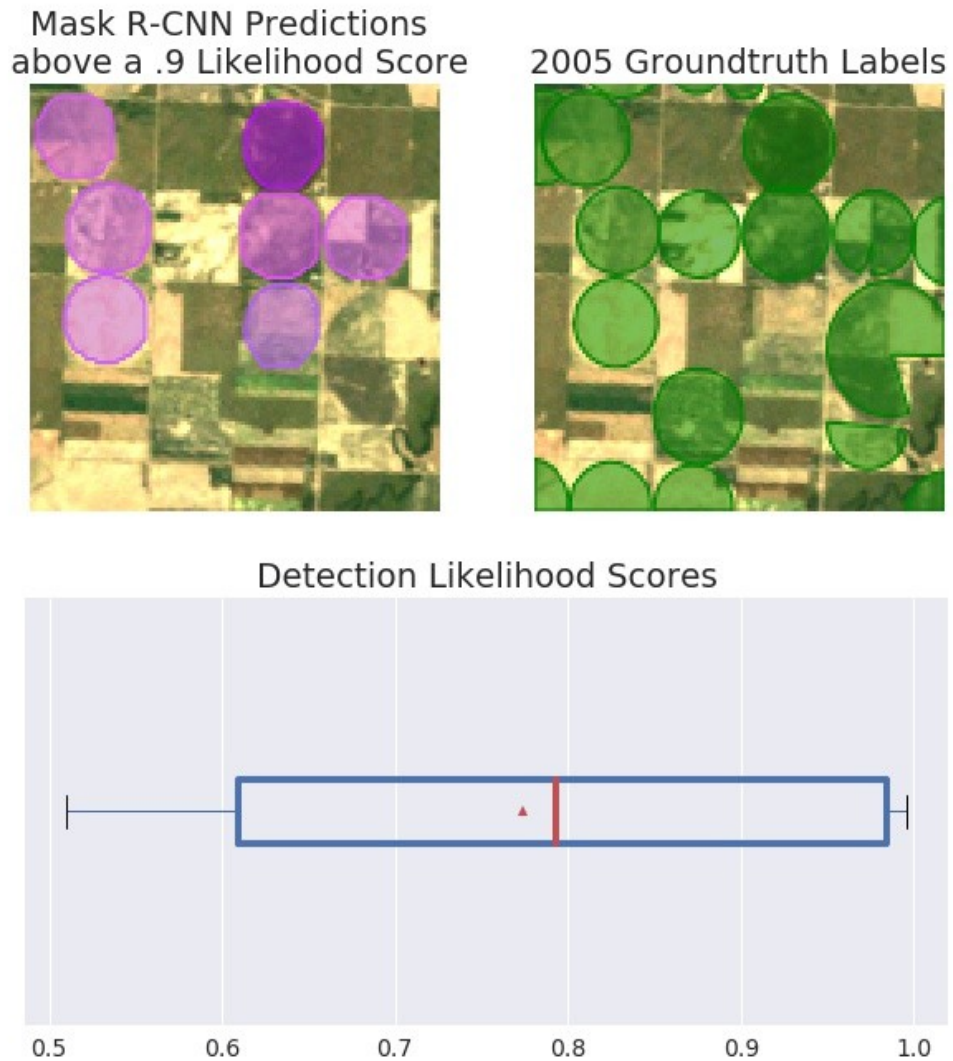 Mask R-CNN Predictions
above a .9 Likelihood Score
2005 Groundtruth Labels
Detection Likelihood Scores
0.5 0.6 0.7 0.8 0.9 1.0